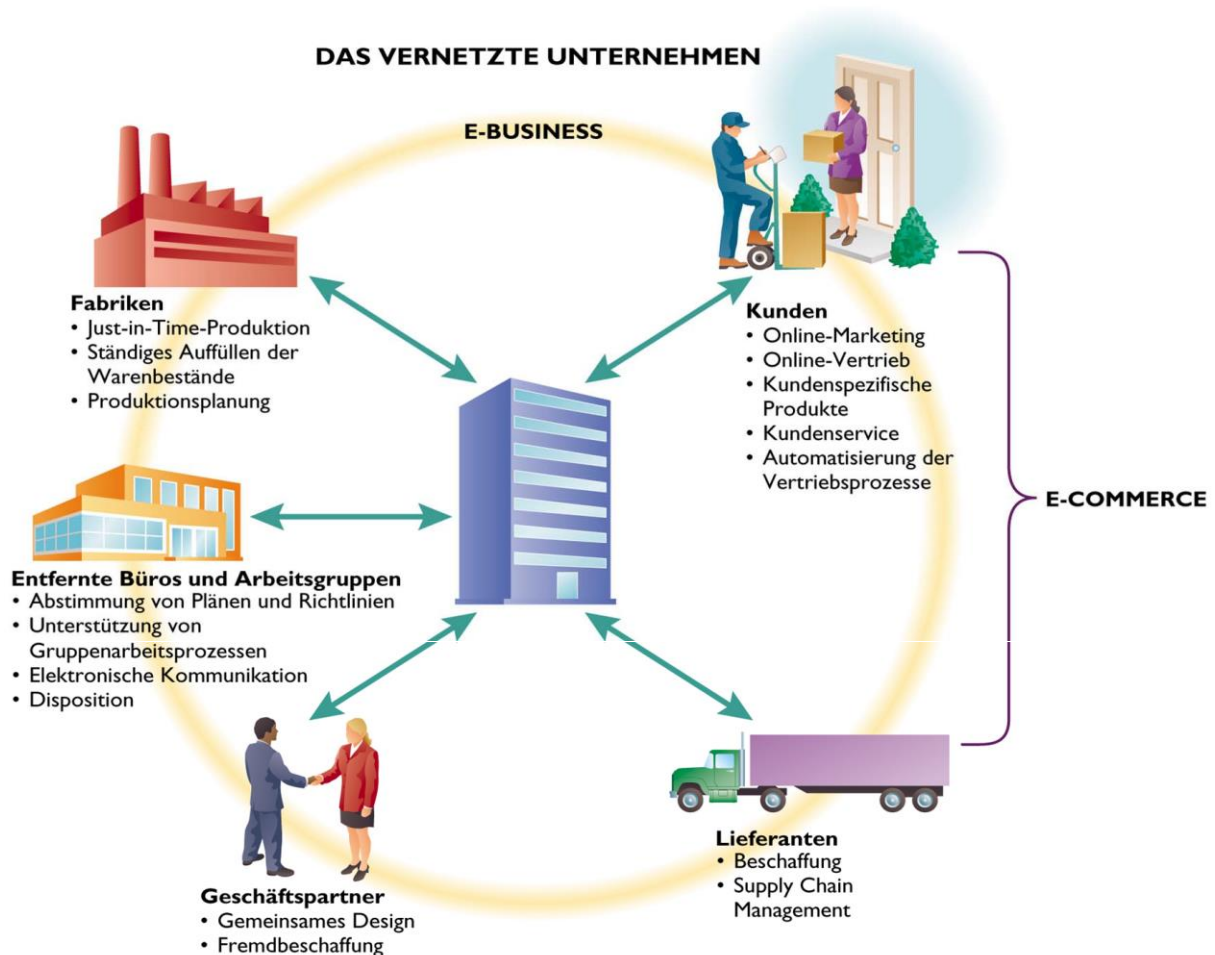 DAS VERNETZTE UNTERNEHMEN
E-BUSINESS
Fabriken
• Just-in-Time-Produktion
• Ständiges Auffüllen der
Warenbestände
• Produktionsplanung
Kunden
• Online-Marketing
• Online-Vertrieb
• Kundenspezifische
Produkte
• Kundenservice
• Automatisierung der
Vertriebsprozesse
E-COMMERCE
Entfernte Büros und Arbeitsgruppen
• Abstimmung von Plänen und Richtlinien
• Unterstützung von
Gruppenarbeitsprozessen
• Elektronische Kommunikation
• Disposition
Geschäftspartner
• Gemeinsames Design
• Fremdbeschaffung
Lieferanten
• Beschaffung
• Supply Chain
Management